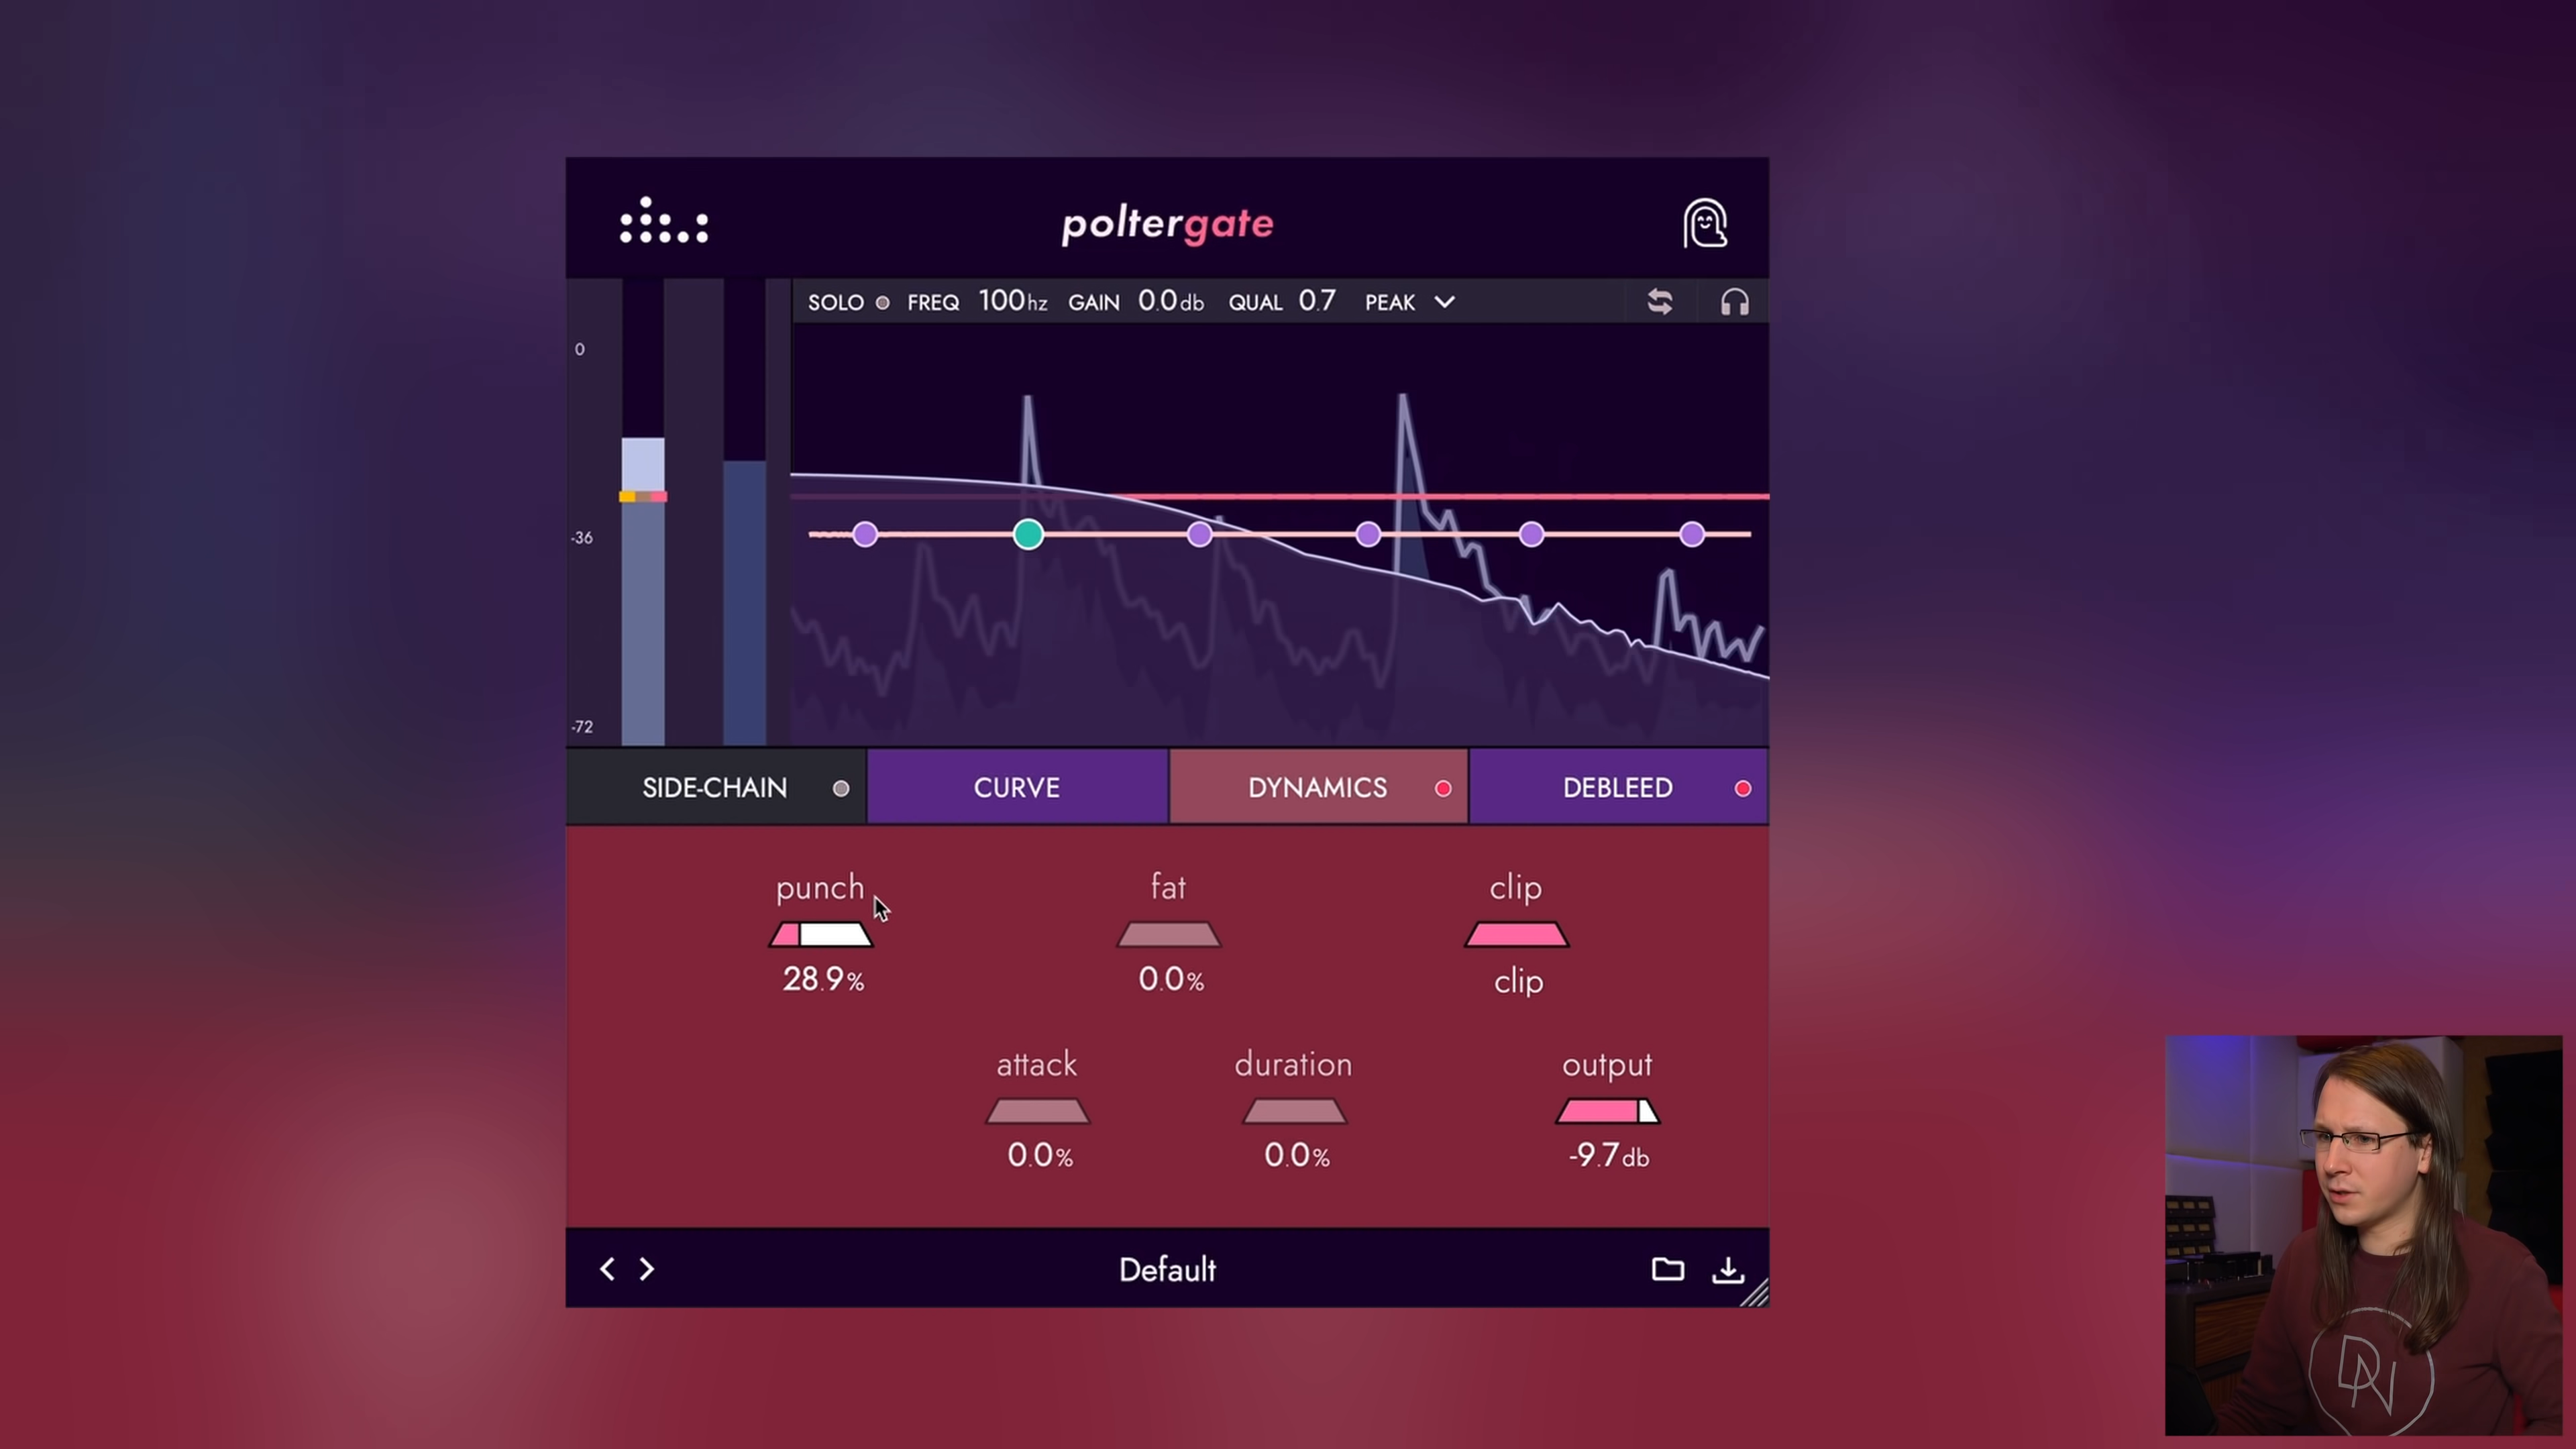 poltergate
SOLO FREQ 100hz GAIN 0.0db QUAL 0.7 PEAK
0
-36
-72
SIDE-CHAIN CURVE DYNAMICS DEBLEED
punch fat clip
28.9% 0.0% clip
attack duration output
0.0% 0.0% -9.7db
< > Default
DN